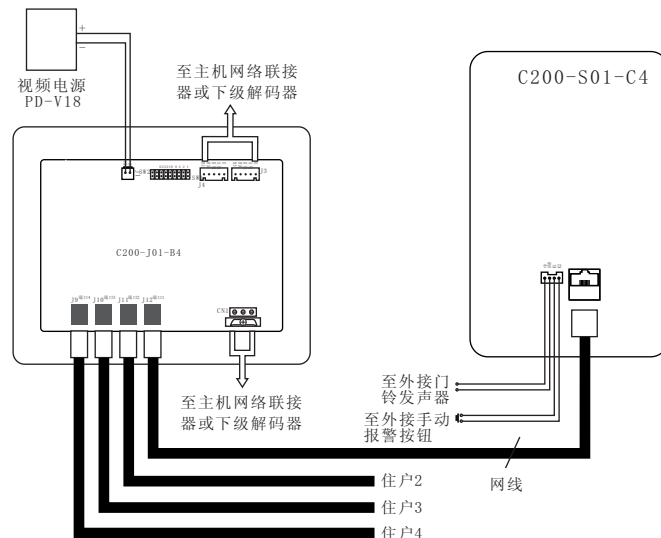 +
−
视频电源
PD-V18
至主机网络联接
器或下级解码器
C200-S01-C4
J4
J3
C200-J01-B4
J9
J10
J11
J12
CN1
至主机网络联接
器或下级解码器
至外接门
铃发声器
至外接手动
报警按钮
网线
住户2
住户3
住户4